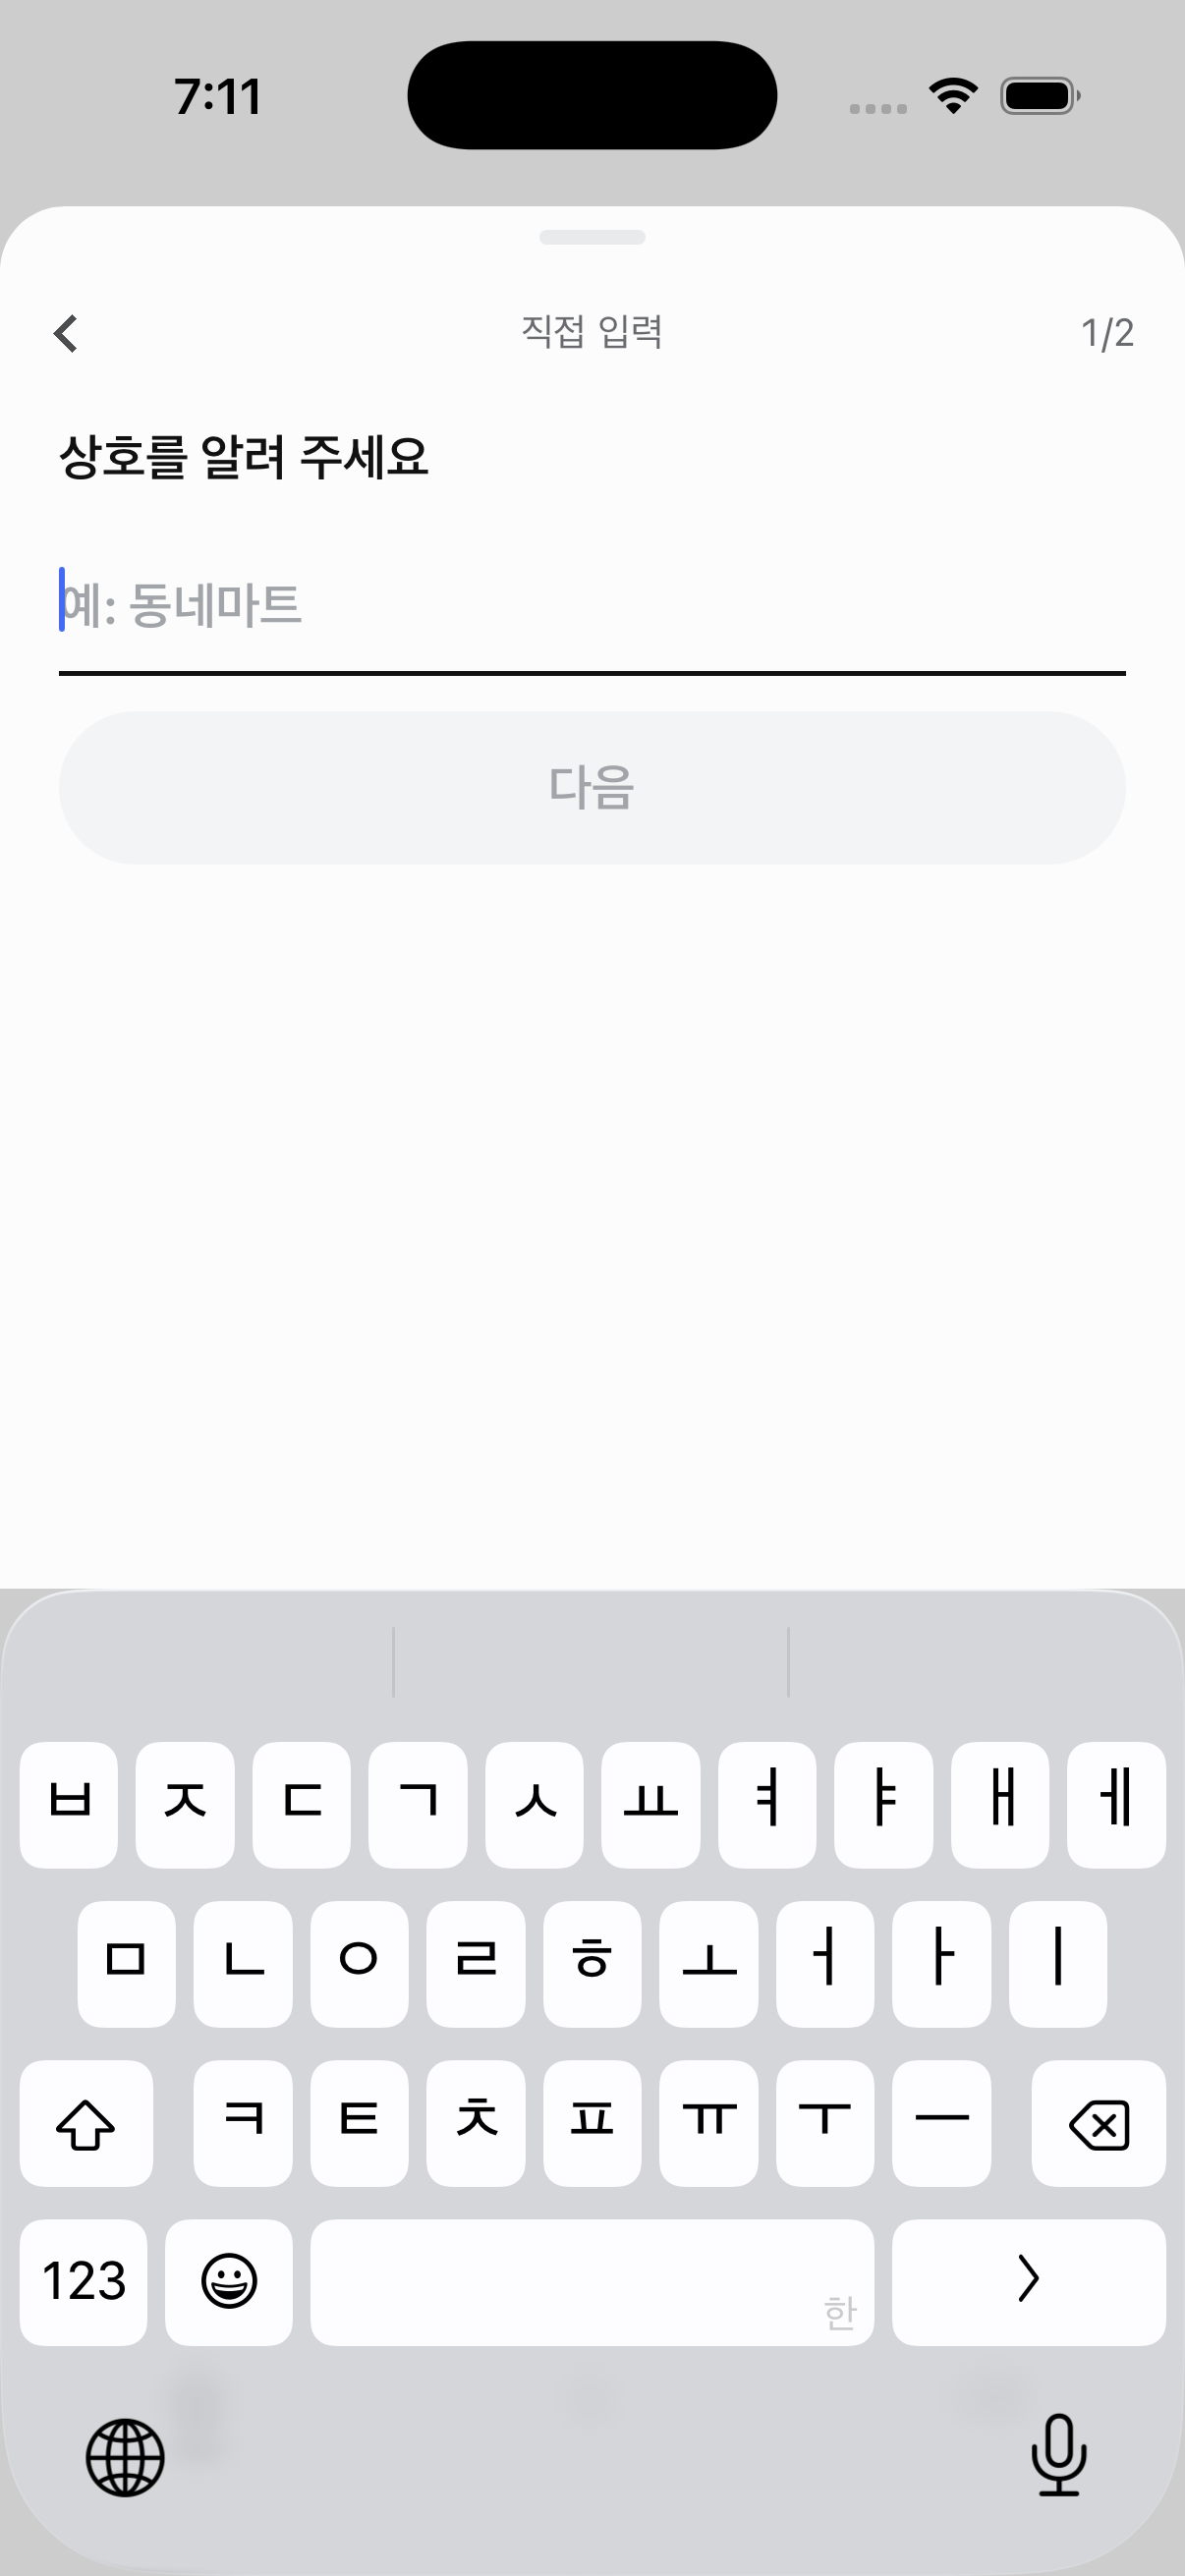 7:11
직접 입력 1/2
상호를 알려 주세요
예: 동네마트
다음
ㅂ ㅈ ㄷ ㄱ ㅅ ㅛ ㅕ ㅑ ㅐ ㅔ
ㅁ ㄴ ㅇ ㄹ ㅎ ㅗ ㅓ ㅏ ㅣ
ㅋ ㅌ ㅊ ㅍ ㅠ ㅜ ㅡ
123 한